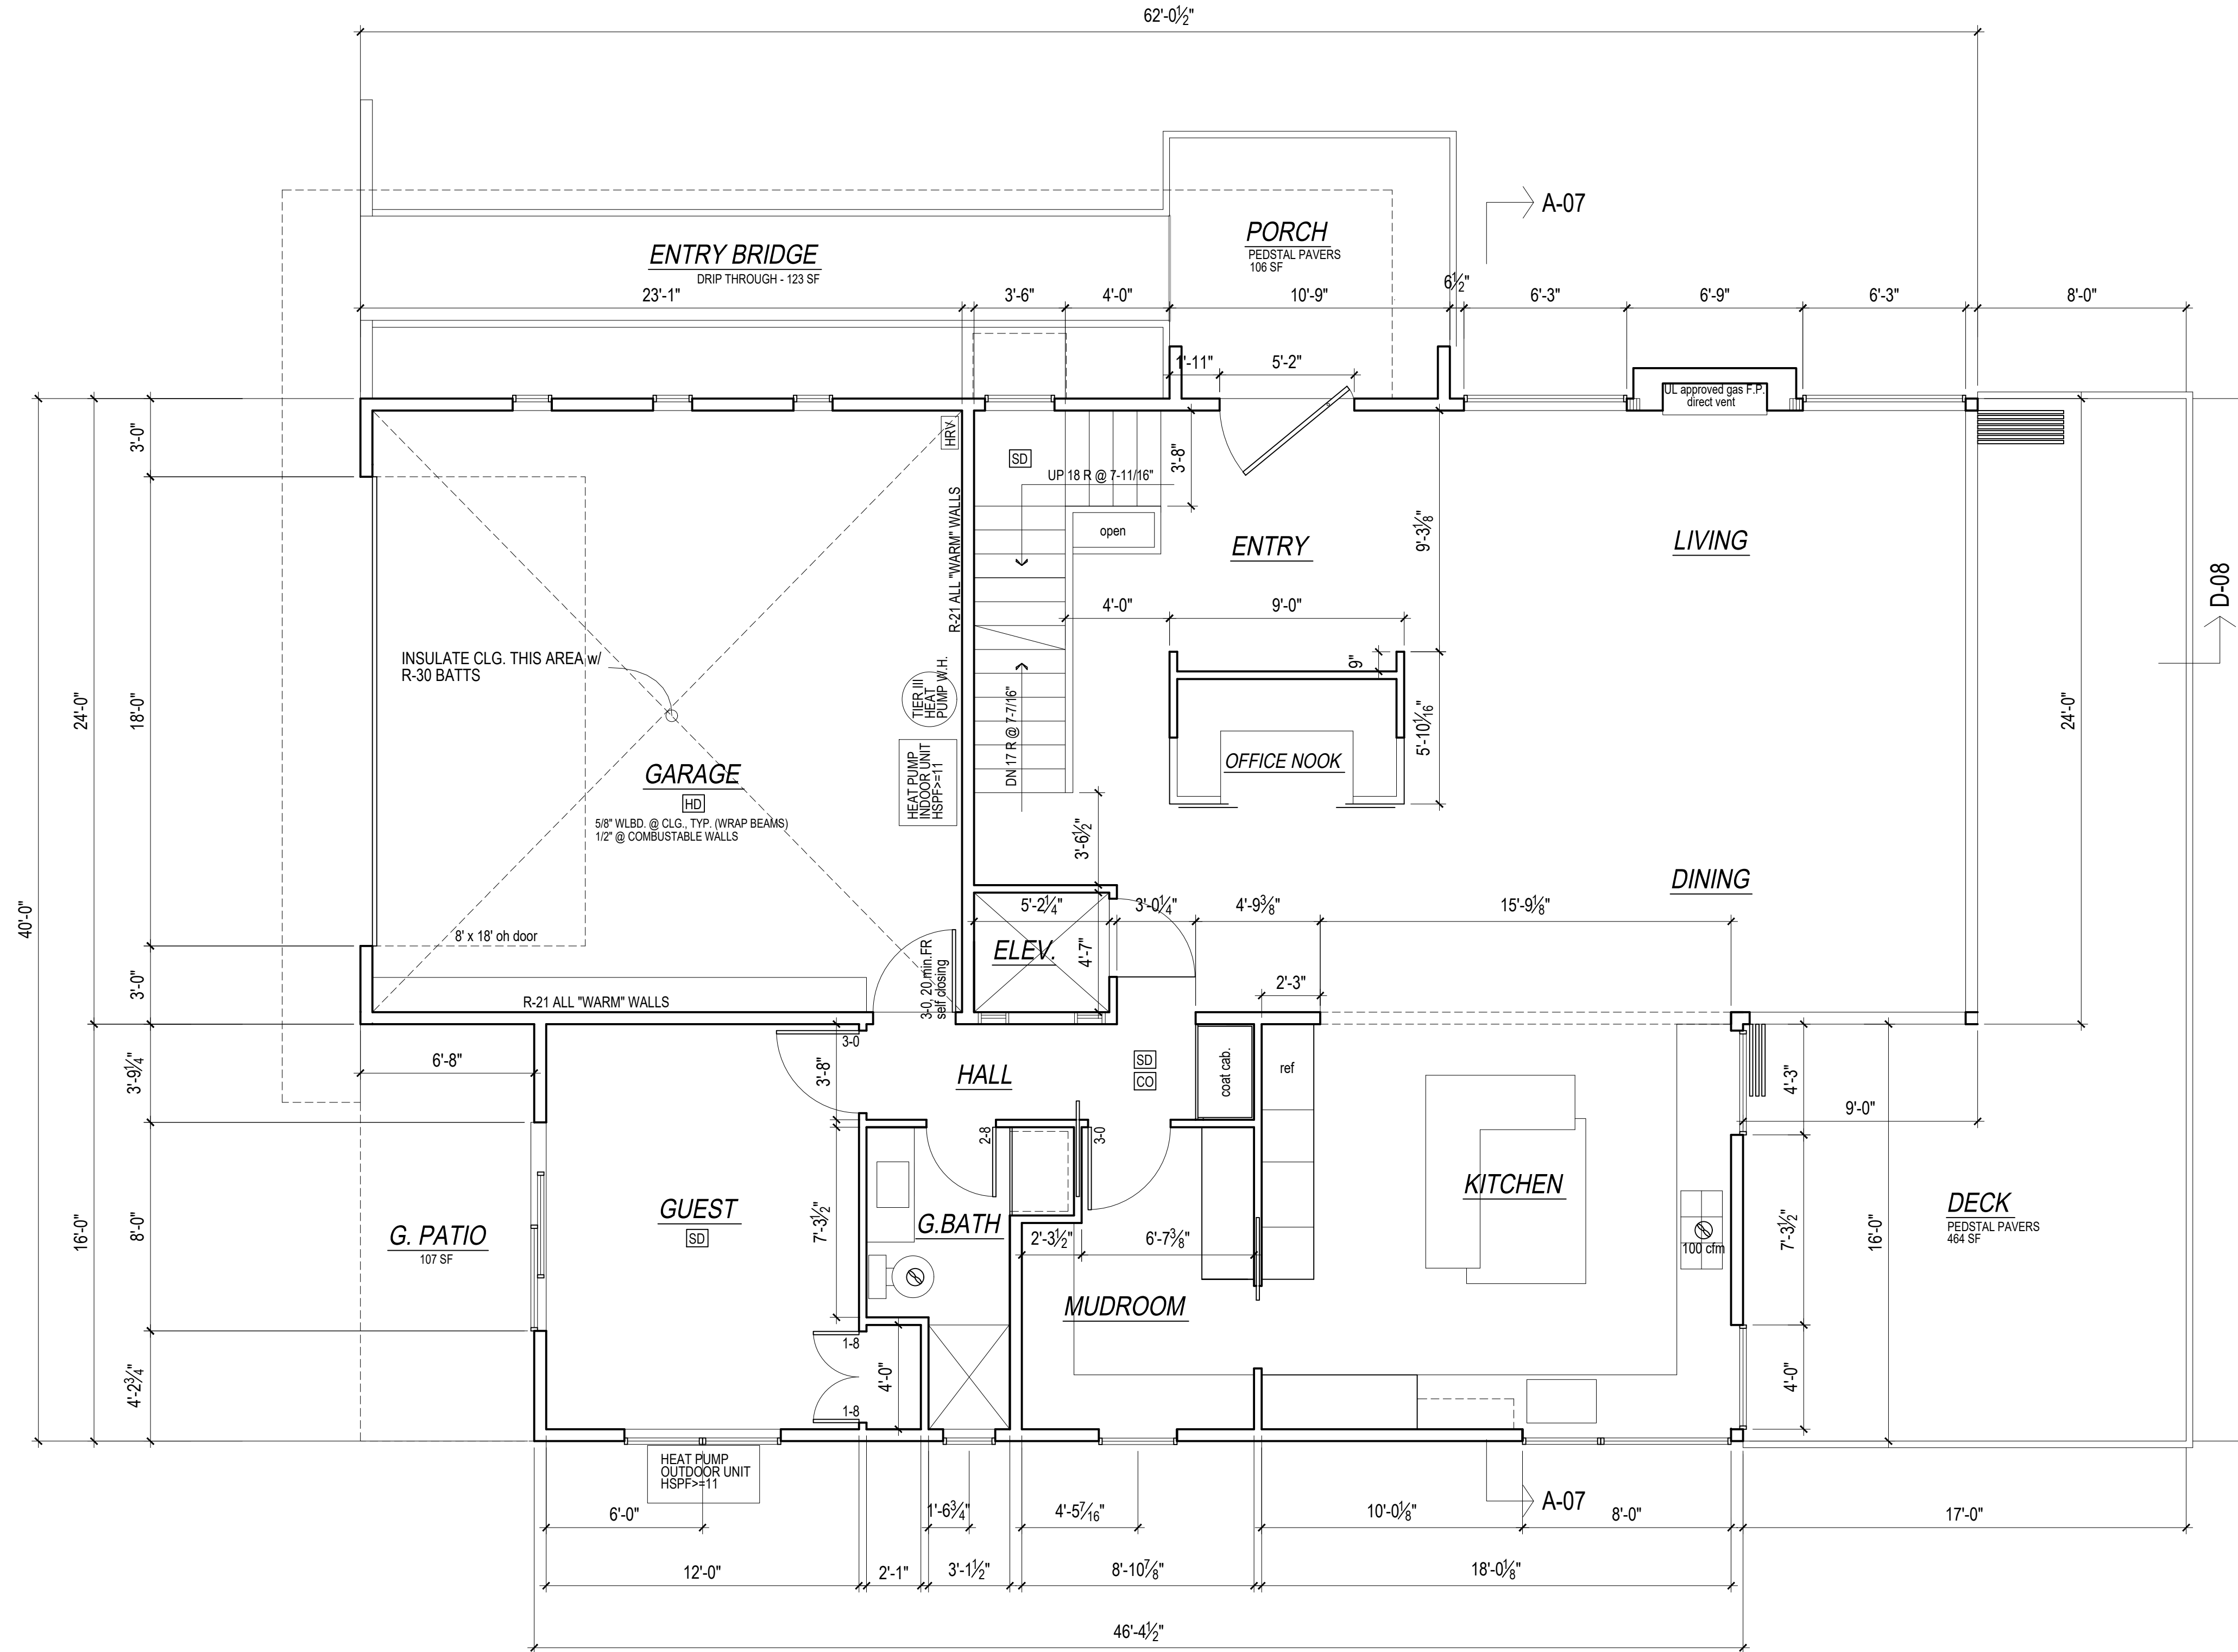 62'-0½"
A-07
PORCH
PEDSTAL PAVERS
106 SF
ENTRY BRIDGE
DRIP THROUGH - 123 SF
23'-1"
3'-6"
4'-0"
10'-9"
6½"
6'-3"
6'-9"
6'-3"
8'-0"
1'-11"
5'-2"
UL approved gas F.P.
direct vent
3'-0"
HRV
SD
3'-8"
UP 18 R @ 7-11/16"
open
ENTRY
9'-3⅛"
LIVING
R-21 ALL "WARM" WALLS
D-08
4'-0"
9'-0"
INSULATE CLG. THIS AREA w/
R-30 BATTS
9"
TIER III
HEAT
PUMP W.H.
24'-0"
18'-0"
DN 17 R @ 7-7/16"
5'-10¹⁄₁₆"
24'-0"
OFFICE NOOK
GARAGE
HD
5/8" WLBD. @ CLG., TYP. (WRAP BEAMS)
1/2" @ COMBUSTABLE WALLS
HEAT PUMP
INDOOR UNIT
HSPF>=11
3'-6½"
DINING
40'-0"
5'-2¼"
3'-0¼"
4'-9⅜"
15'-9⅛"
8' x 18' oh door
ELEV.
4'-7"
3'-0"
3-0, 20 min.FR
self closing
2'-3"
R-21 ALL "WARM" WALLS
3-0
6'-8"
3'-9¼"
3'-8"
HALL
SD
CO
coat cab.
ref
4'-3"
9'-0"
2-8
3-0
KITCHEN
GUEST
SD
7'-3½"
G.BATH
G. PATIO
107 SF
16'-0"
8'-0"
2'-3½"
6'-7⅜"
100 cfm
7'-3½"
16'-0"
DECK
PEDSTAL PAVERS
464 SF
MUDROOM
1-8
4'-0"
1-8
4'-2¾"
4'-0"
HEAT PUMP
OUTDOOR UNIT
HSPF>=11
6'-0"
1'-6¾"
4'-5⁷⁄₁₆"
10'-0⅛"
A-07
8'-0"
17'-0"
12'-0"
2'-1"
3'-1½"
8'-10⅞"
18'-0⅛"
46'-4½"